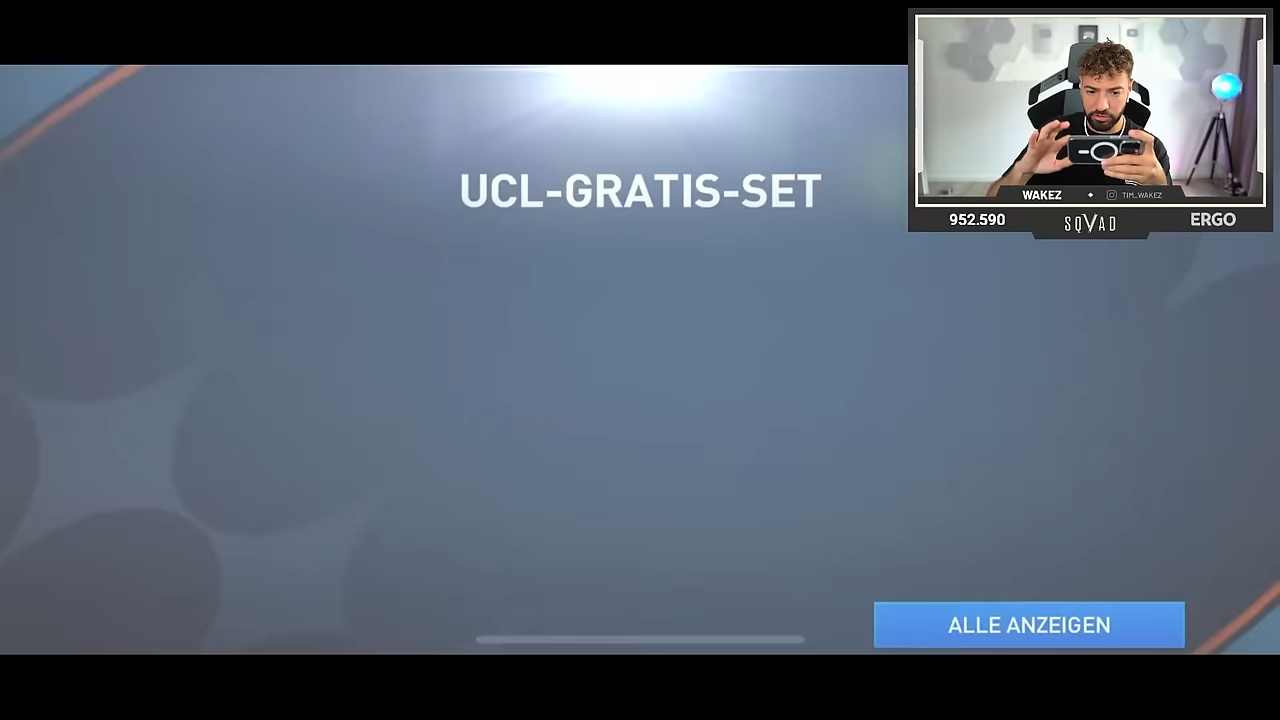 UCL-GRATIS-SET
WAKEZ
TIM_WAKEZ
952.590
SQVAD
ERGO
ALLE ANZEIGEN